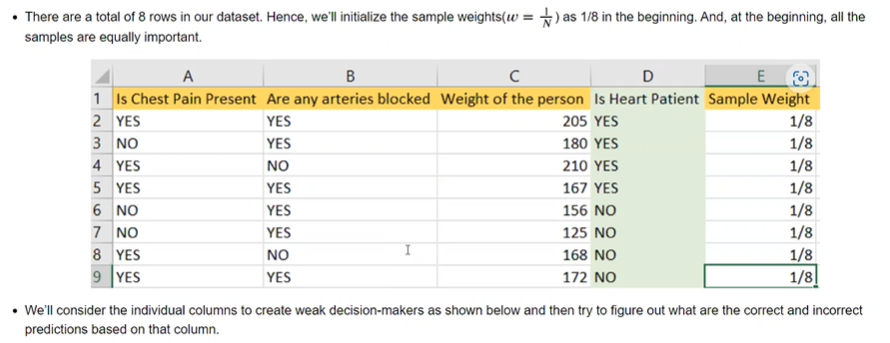 • There are a total of 8 rows in our dataset. Hence, we'll initialize the sample weights(w = 1/N) as 1/8 in the beginning. And, at the beginning, all the
samples are equally important.
A B C D E
1 Is Chest Pain Present Are any arteries blocked Weight of the person Is Heart Patient Sample Weight
2 YES YES 205 YES 1/8
3 NO YES 180 YES 1/8
4 YES NO 210 YES 1/8
5 YES YES 167 YES 1/8
6 NO YES 156 NO 1/8
7 NO YES 125 NO 1/8
8 YES NO 168 NO 1/8
9 YES YES 172 NO 1/8
• We'll consider the individual columns to create weak decision-makers as shown below and then try to figure out what are the correct and incorrect
predictions based on that column.